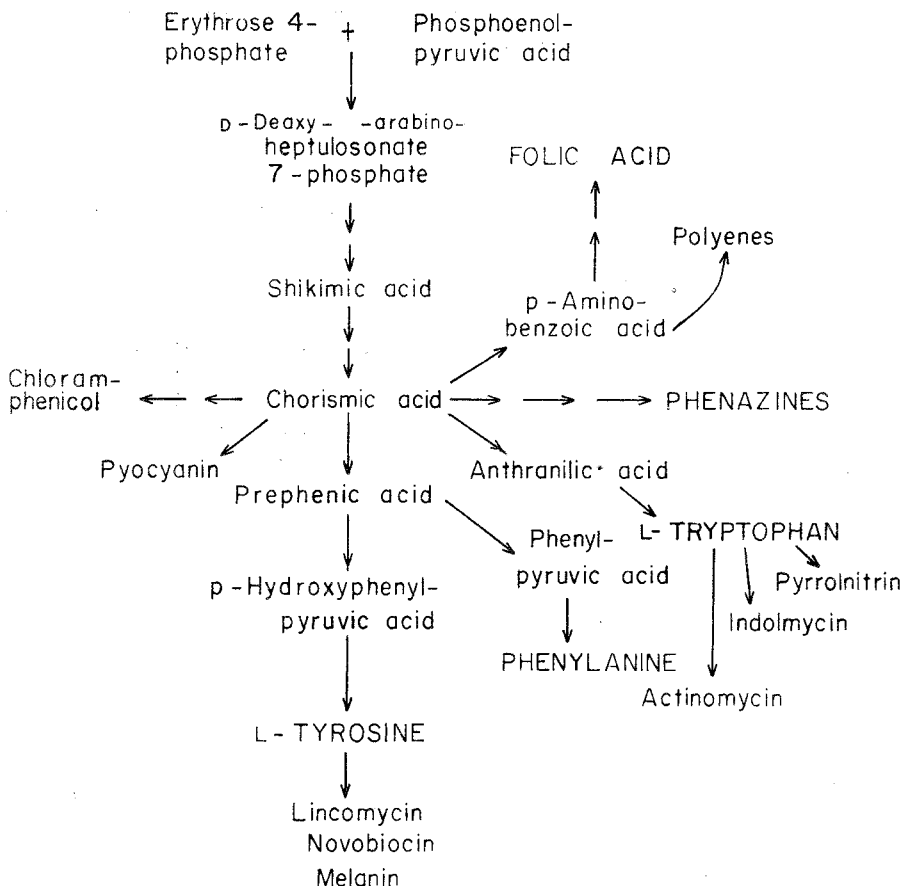 Erythrose 4-
phosphate
+
Phosphoenol-
pyruvic acid
D-Deaxy- -arabino-
heptulosonate
7-phosphate
FOLIC ACID
Polyenes
Shikimic acid
p-Amino-
benzoic acid
Chloram-
phenicol
Chorismic acid
PHENAZINES
Pyocyanin
Anthranilic acid
Prephenic acid
L-TRYPTOPHAN
Phenyl-
pyruvic acid
Pyrrolnitrin
p-Hydroxyphenyl-
pyruvic acid
Indolmycin
PHENYLANINE
Actinomycin
L-TYROSINE
Lincomycin
Novobiocin
Melanin